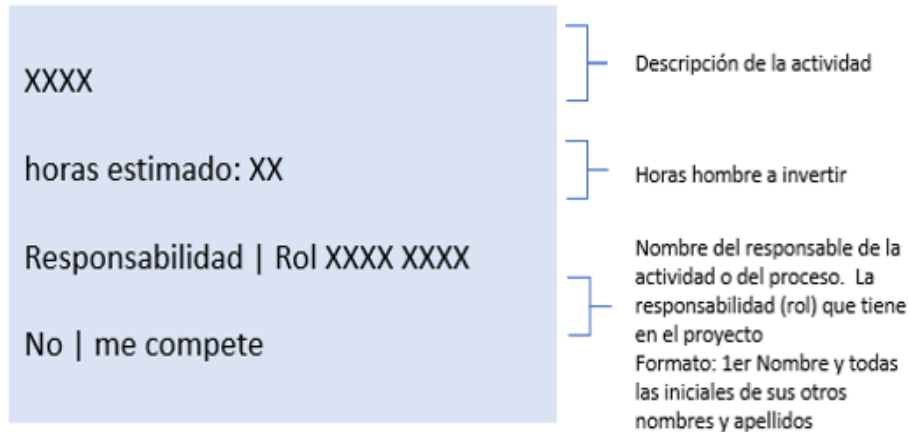 XXXX
horas estimado: XX
Responsabilidad | Rol XXXX XXXX
No | me compete
Descripción de la actividad
Horas hombre a invertir
Nombre del responsable de la
actividad o del proceso. La
responsabilidad (rol) que tiene
en el proyecto
Formato: 1er Nombre y todas
las iniciales de sus otros
nombres y apellidos